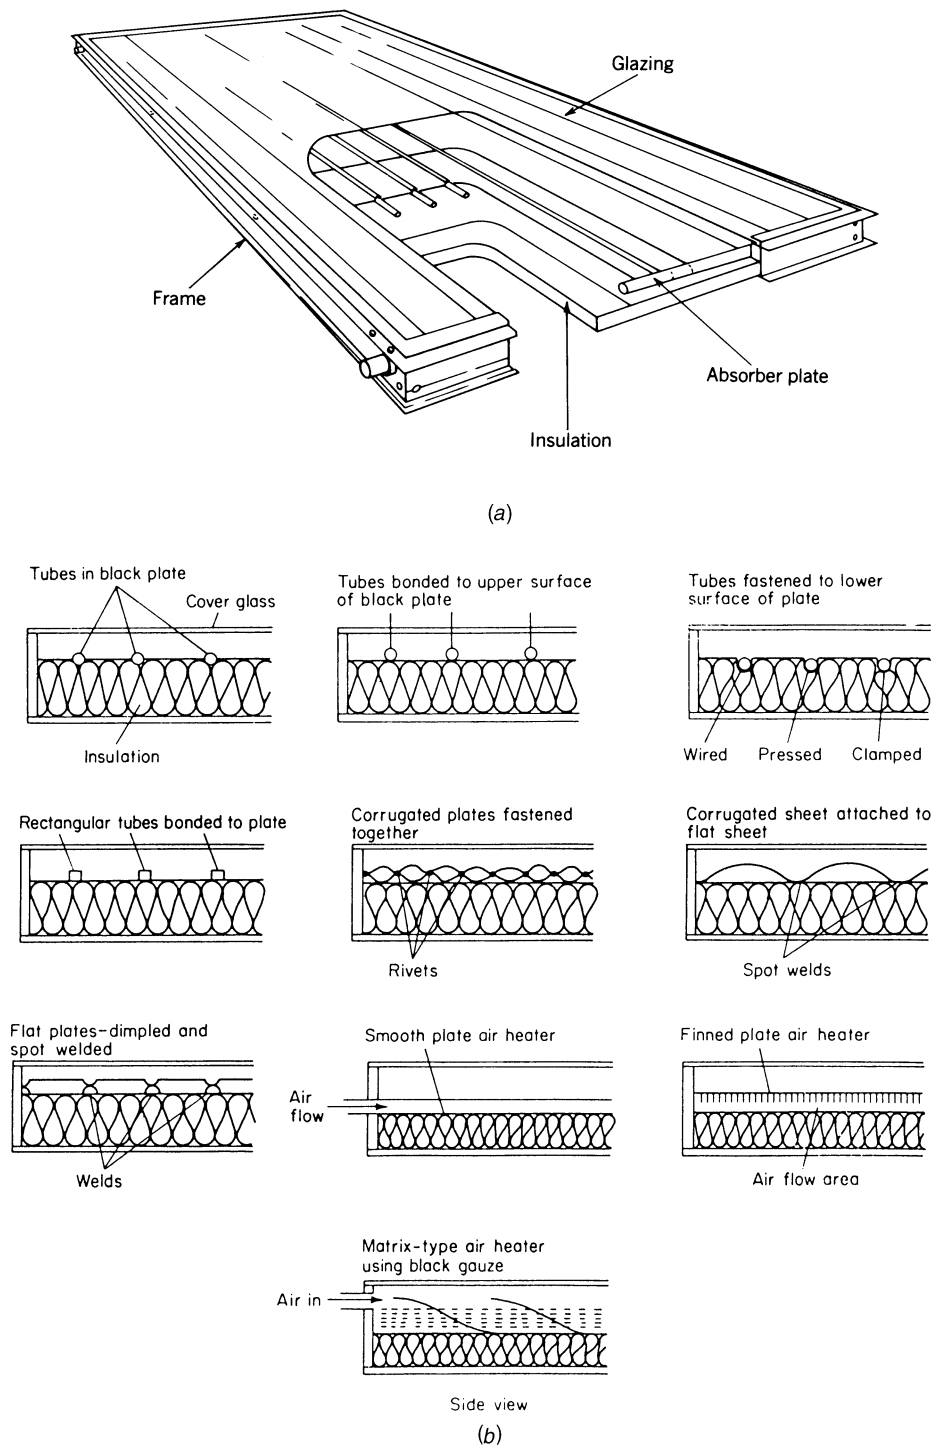 Glazing
Frame
Absorber plate
Insulation
(a)
Tubes in black plate
Cover glass
Insulation
Tubes bonded to upper surface
of black plate
Tubes fastened to lower
surface of plate
Wired
Pressed
Clamped
Rectangular tubes bonded to plate
Corrugated plates fastened
together
Rivets
Corrugated sheet attached to
flat sheet
Spot welds
Flat plates-dimpled and
spot welded
Welds
Smooth plate air heater
Air
flow
Finned plate air heater
Air flow area
Matrix-type air heater
using black gauze
Air in
Side view
(b)